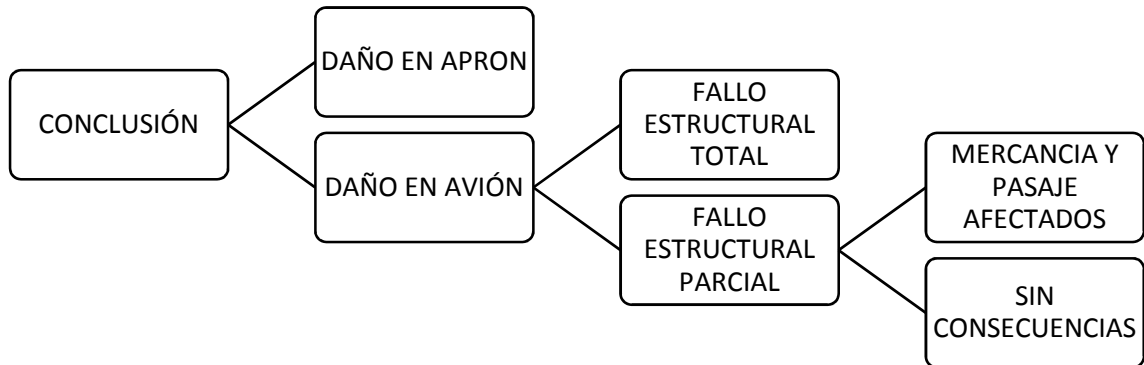 CONCLUSIÓN
DAÑO EN APRON
DAÑO EN AVIÓN
FALLO
ESTRUCTURAL
TOTAL
FALLO
ESTRUCTURAL
PARCIAL
MERCANCIA Y
PASAJE
AFECTADOS
SIN
CONSECUENCIAS